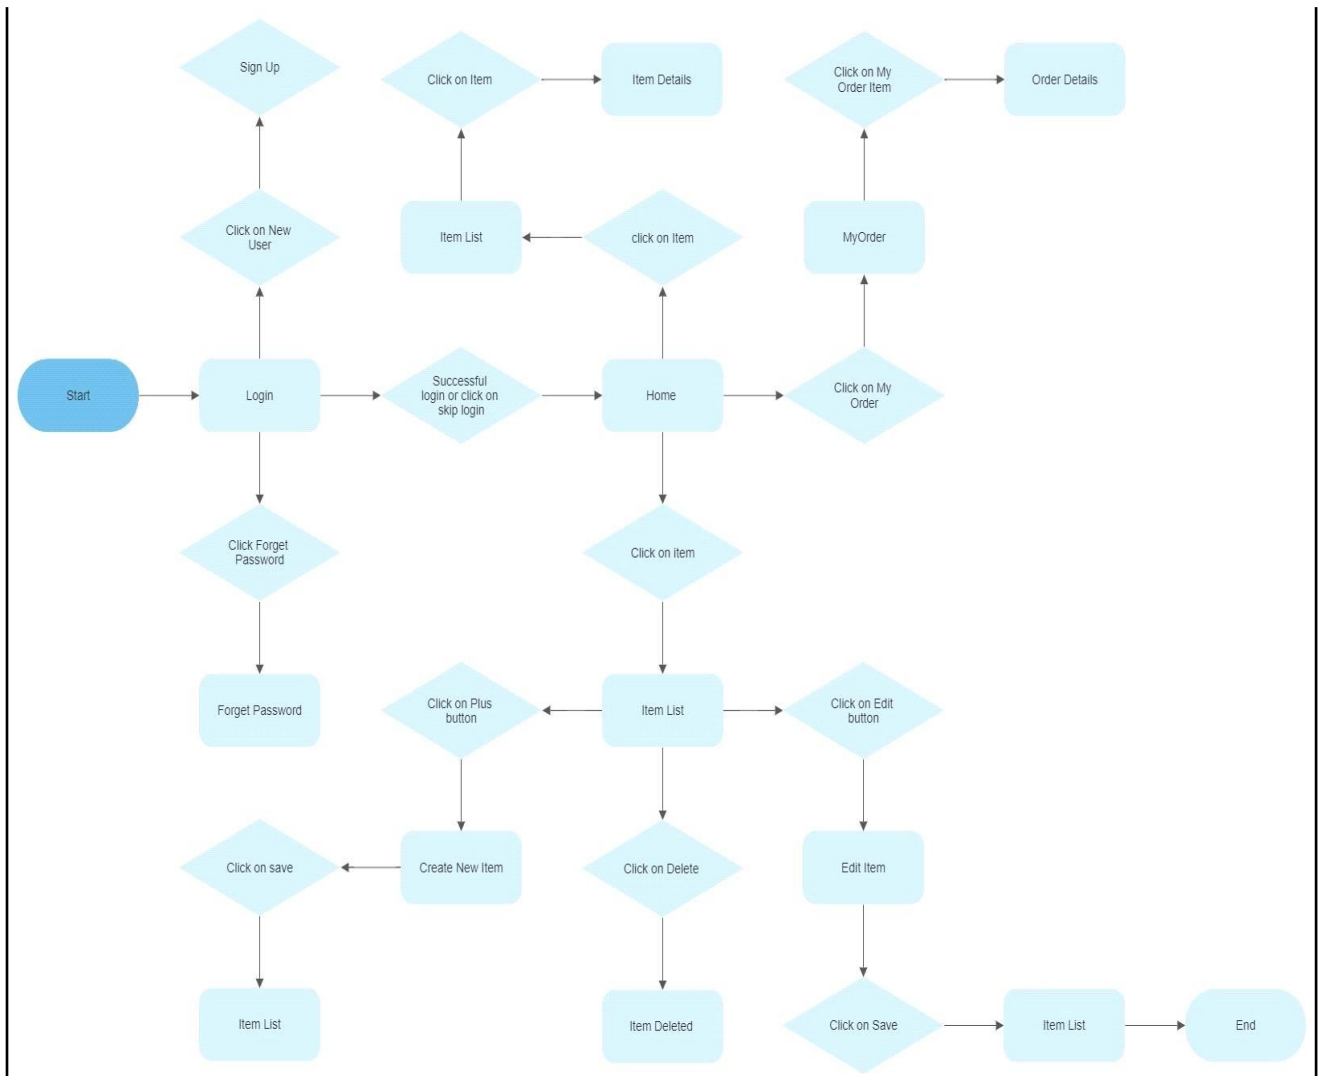 Sign Up
Click on Item
Item Details
Click on My
Order Item
Order Details
Click on New
User
Item List
click on Item
MyOrder
Start
Login
Successful
login or click on
skip login
Home
Click on My
Order
Click Forget
Password
Click on item
Forget Password
Click on Plus
button
Item List
Click on Edit
button
Click on save
Create New Item
Click on Delete
Edit Item
Item List
Item Deleted
Click on Save
Item List
End